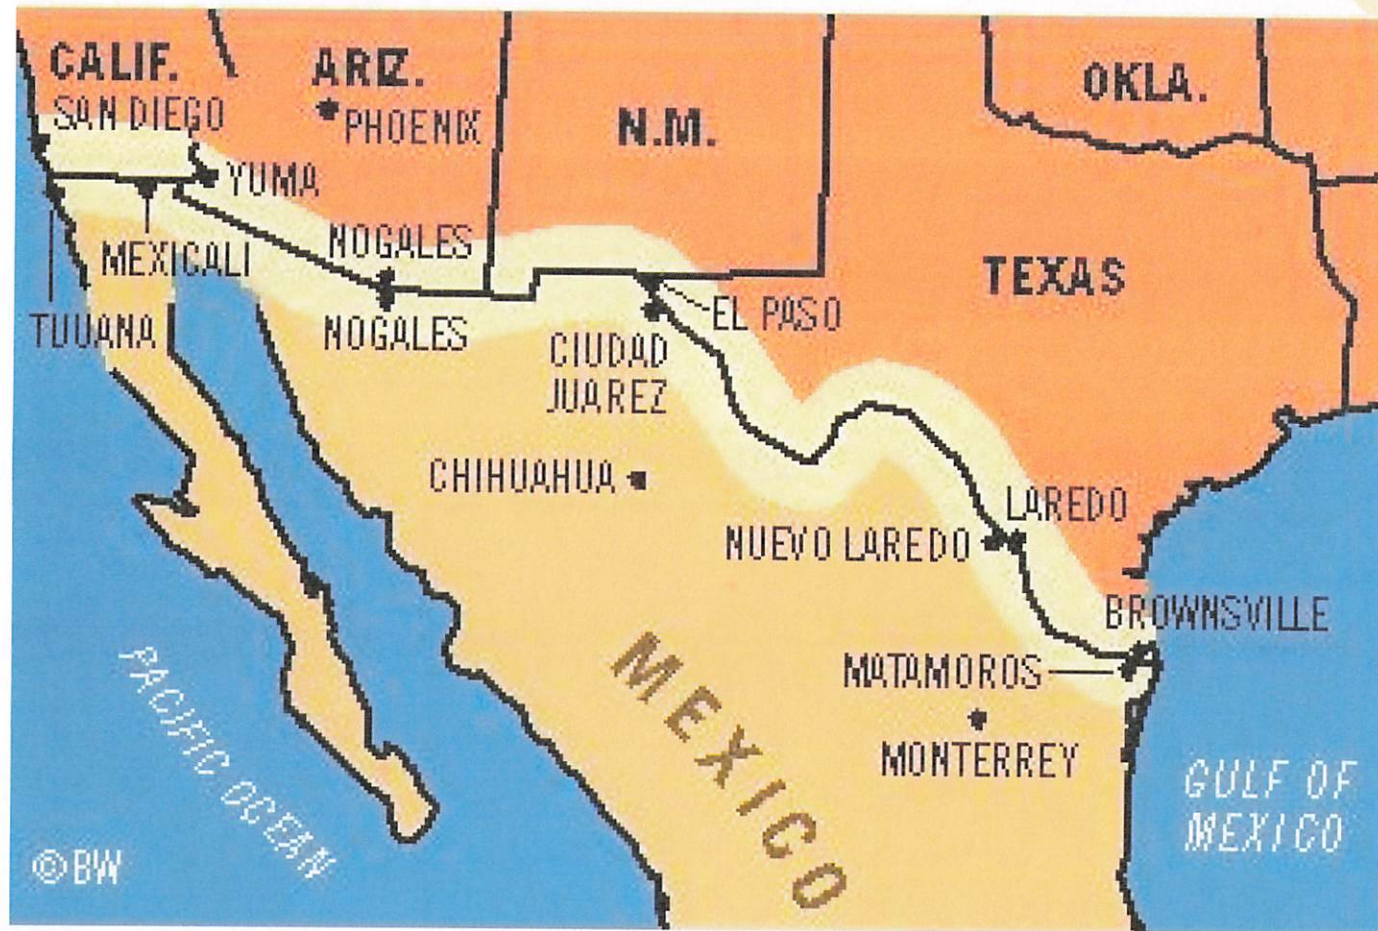 CALIF.
ARIZ.
OKLA.
SAN DIEGO
PHOENIX
N.M.
YUMA
NOGALES
MEXICALI
TEXAS
EL PASO
TIJUANA
NOGALES
CIUDAD
JUAREZ
CHIHUAHUA
LAREDO
NUEVO LAREDO
BROWNSVILLE
MATAMOROS
MEXICO
MONTERREY
PACIFIC OCEAN
GULF OF
MEXICO
©BW